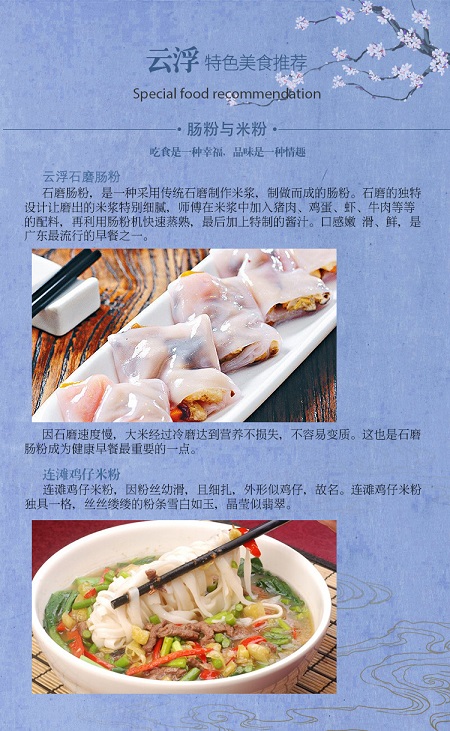 云浮 特色美食推荐
Special food recommendation
·肠粉与米粉·
吃食是一种幸福，品味是一种情趣
云浮石磨肠粉
石磨肠粉，是一种采用传统石磨制作米浆，制做而成的肠粉。石磨的独特
设计让磨出的米浆特别细腻，师傅在米浆中加入猪肉、鸡蛋、虾、牛肉等等
的配料，再利用肠粉机快速蒸熟，最后加上特制的酱汁。口感嫩 滑、鲜，是
广东最流行的早餐之一。
因石磨速度慢，大米经过冷磨达到营养不损失，不容易变质。这也是石磨
肠粉成为健康早餐最重要的一点。
连滩鸡仔米粉
连滩鸡仔米粉，因粉丝幼滑，且细扎，外形似鸡仔，故名。连滩鸡仔米粉
独具一格，丝丝缕缕的粉条雪白如玉，晶莹似翡翠。